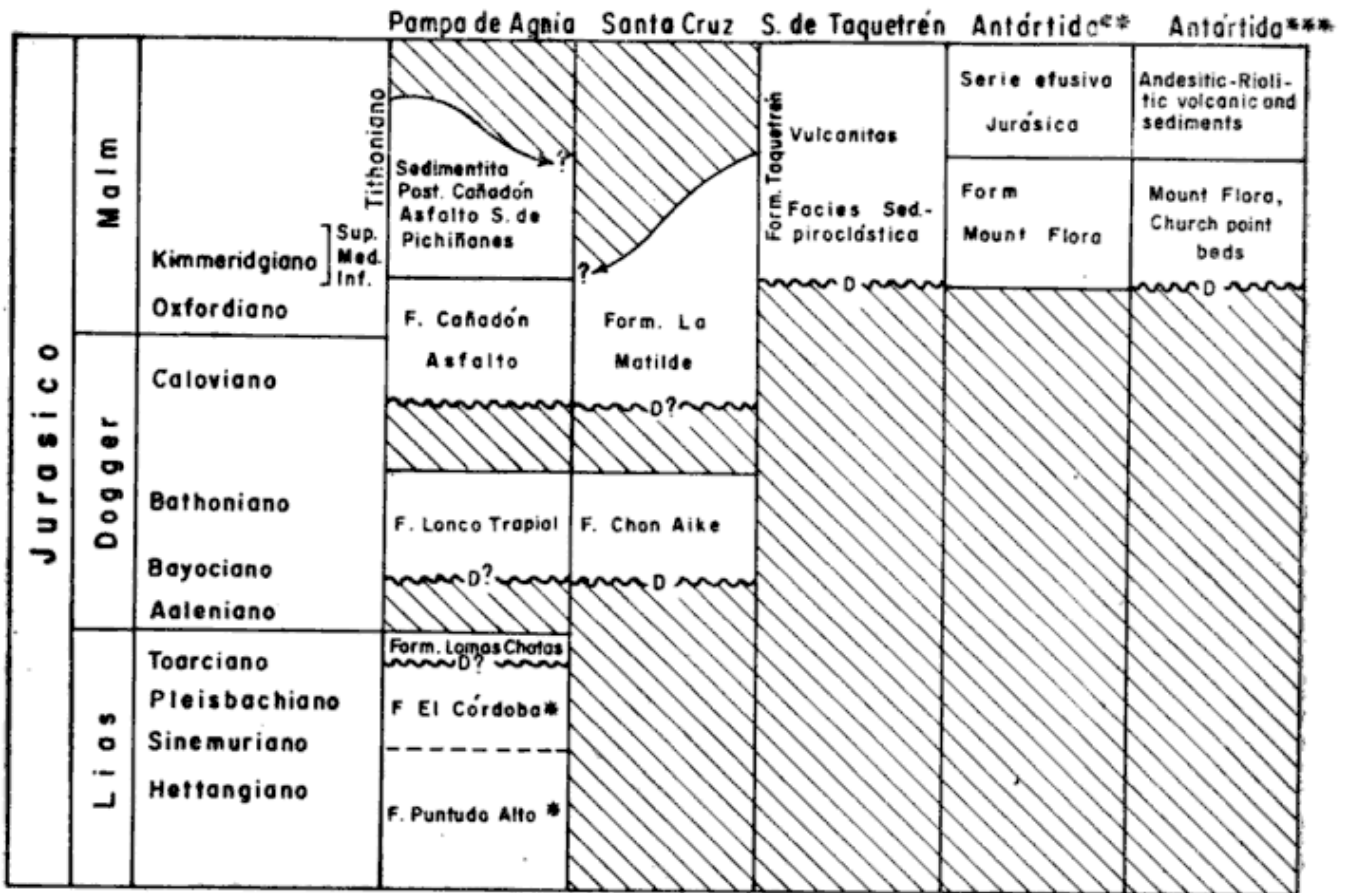 Pampa de Agnia Santa Cruz S. de Taquetrén Antártida** Antártida***
Jurasico
Malm
Tithoniano
Kimmeridgiano
Sup.
Med.
Inf.
Oxfordiano
Dogger
Caloviano
Bathoniano
Bayociano
Aaleniano
Lias
Toarciano
Pleisbachiano
Sinemuriano
Hettangiano
?
Sedimentita
Post. Cañadón
Asfalto S. de
Pichiñanes
F. Cañadón
Asfalto
F. Lonco Trapial
D?
Form. Lomas Chatas
D?
F El Córdoba*
F. Puntudo Alto *
?
Form. La
Matilde
D?
F. Chon Aike
D
Form. Taquetrén
Vulcanitas
Facies Sed.-
piroclástica
D
Serie efusiva
Jurásica
Form
Mount Flora
Andesitic-Riolí-
tic volcanic and
sediments
Mount Flora,
Church point
beds
D